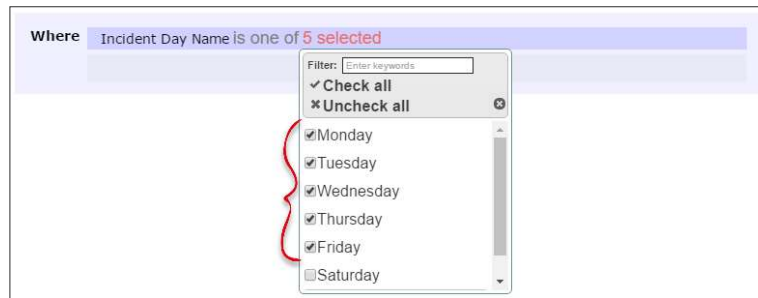 Where Incident Day Name is one of 5 selected
Filter: Enter keywords
Check all
Uncheck all
Monday
Tuesday
Wednesday
Thursday
Friday
Saturday